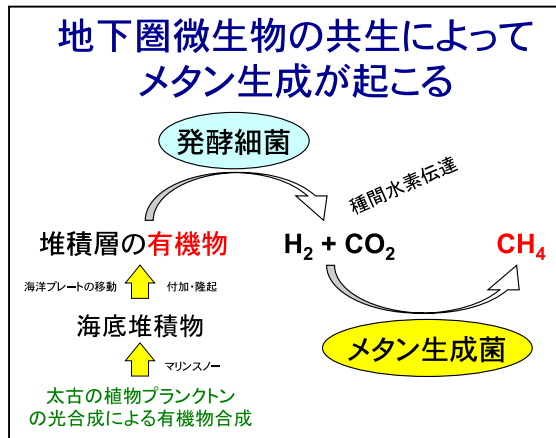 地下圏微生物の共生によって
メタン生成が起こる
発酵細菌
種間水素伝達
堆積層の有機物
H₂ + CO₂
CH₄
海洋プレートの移動
付加・隆起
海底堆積物
メタン生成菌
マリンスノー
太古の植物プランクトン
の光合成による有機物合成